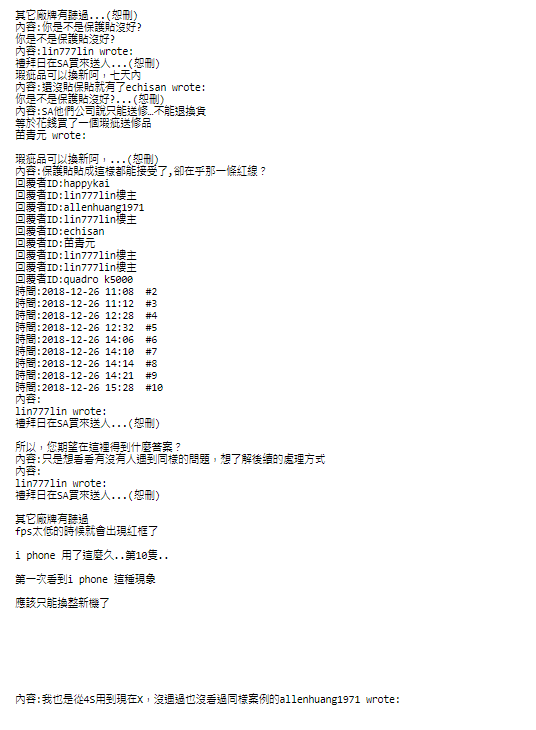 其它廠牌有聽過...(恕刪)
內容:你是不是保護貼沒好?
你是不是保護貼沒好?
內容:lin777lin wrote:
禮拜日在SA買來送人...(恕刪)
瑕疵品可以換新阿，七天內
內容:還沒貼保貼就有了echisan wrote:
你是不是保護貼沒好?...(恕刪)
內容:SA他們公司說只能送修…不能退換貨
等於花錢買了一個瑕疵送修品
苗青元 wrote:
瑕疵品可以換新阿，...(恕刪)
內容:保護貼貼成這樣都能接受了,卻在乎那一條紅線？
回覆者ID:happykai
回覆者ID:lin777lin樓主
回覆者ID:allenhuang1971
回覆者ID:lin777lin樓主
回覆者ID:echisan
回覆者ID:苗青元
回覆者ID:lin777lin樓主
回覆者ID:lin777lin樓主
回覆者ID:quadro k5000
時間:2018-12-26 11:08  #2
時間:2018-12-26 11:12  #3
時間:2018-12-26 12:28  #4
時間:2018-12-26 12:32  #5
時間:2018-12-26 14:06  #6
時間:2018-12-26 14:10  #7
時間:2018-12-26 14:14  #8
時間:2018-12-26 14:21  #9
時間:2018-12-26 15:28  #10
內容:
lin777lin wrote:
禮拜日在SA買來送人...(恕刪)
所以，您期望在這裡得到什麼答案？
內容:只是想看看有沒有人遇到同樣的問題，想了解後續的處理方式
內容:
lin777lin wrote:
禮拜日在SA買來送人...(恕刪)
其它廠牌有聽過
fps太低的時候就會出現紅框了
i phone 用了這麼久..第10隻..
第一次看到i phone 這種現象
應該只能換整新機了
內容:我也是從4S用到現在X，沒遇過也沒看過同樣案例的allenhuang1971 wrote: